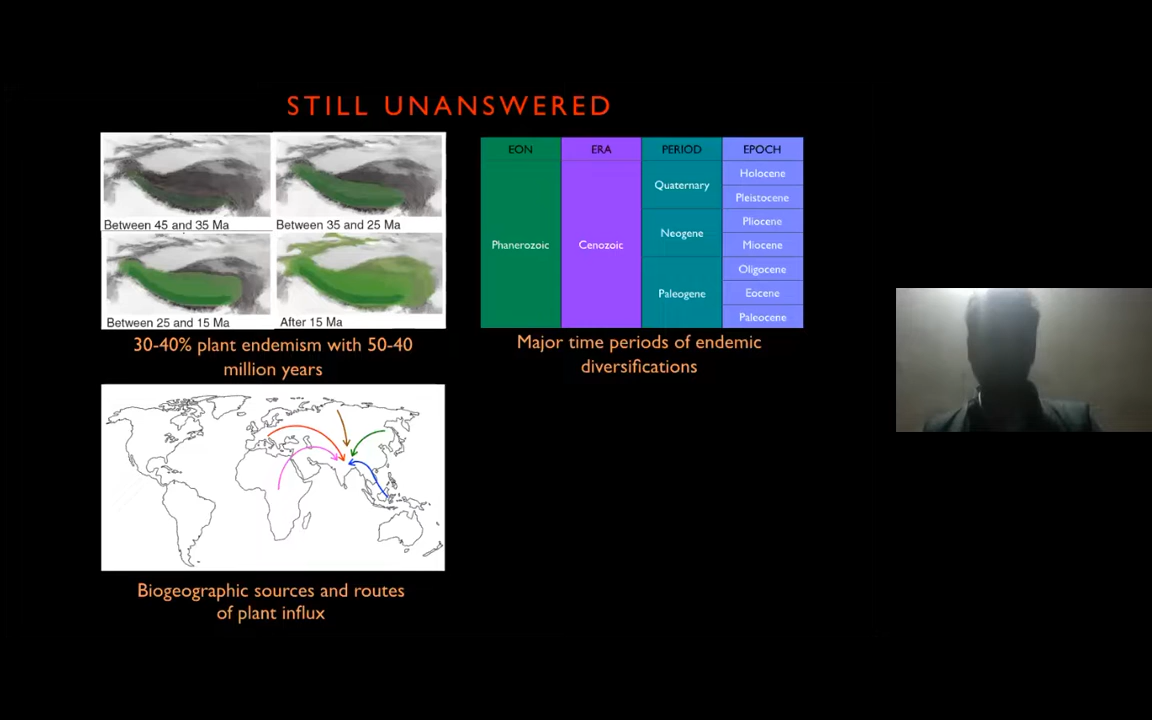 STILL UNANSWERED
Between 45 and 35 Ma
Between 35 and 25 Ma
Between 25 and 15 Ma
After 15 Ma
30-40% plant endemism with 50-40
million years
EON
ERA
PERIOD
EPOCH
Phanerozoic
Cenozoic
Quaternary
Neogene
Paleogene
Holocene
Pleistocene
Pliocene
Miocene
Oligocene
Eocene
Paleocene
Major time periods of endemic
diversifications
Biogeographic sources and routes
of plant influx